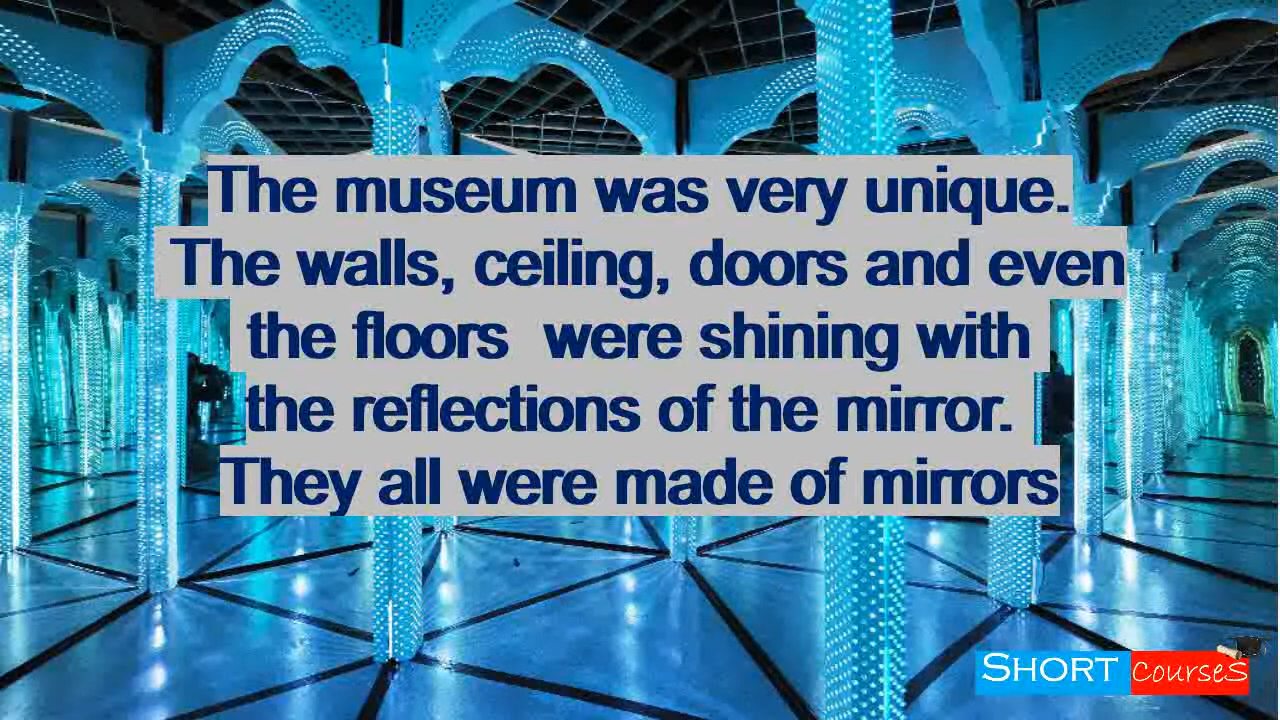 The museum was very unique.
The walls, ceiling, doors and even
the floors were shining with
the reflections of the mirror.
They all were made of mirrors
SHORT CourseS